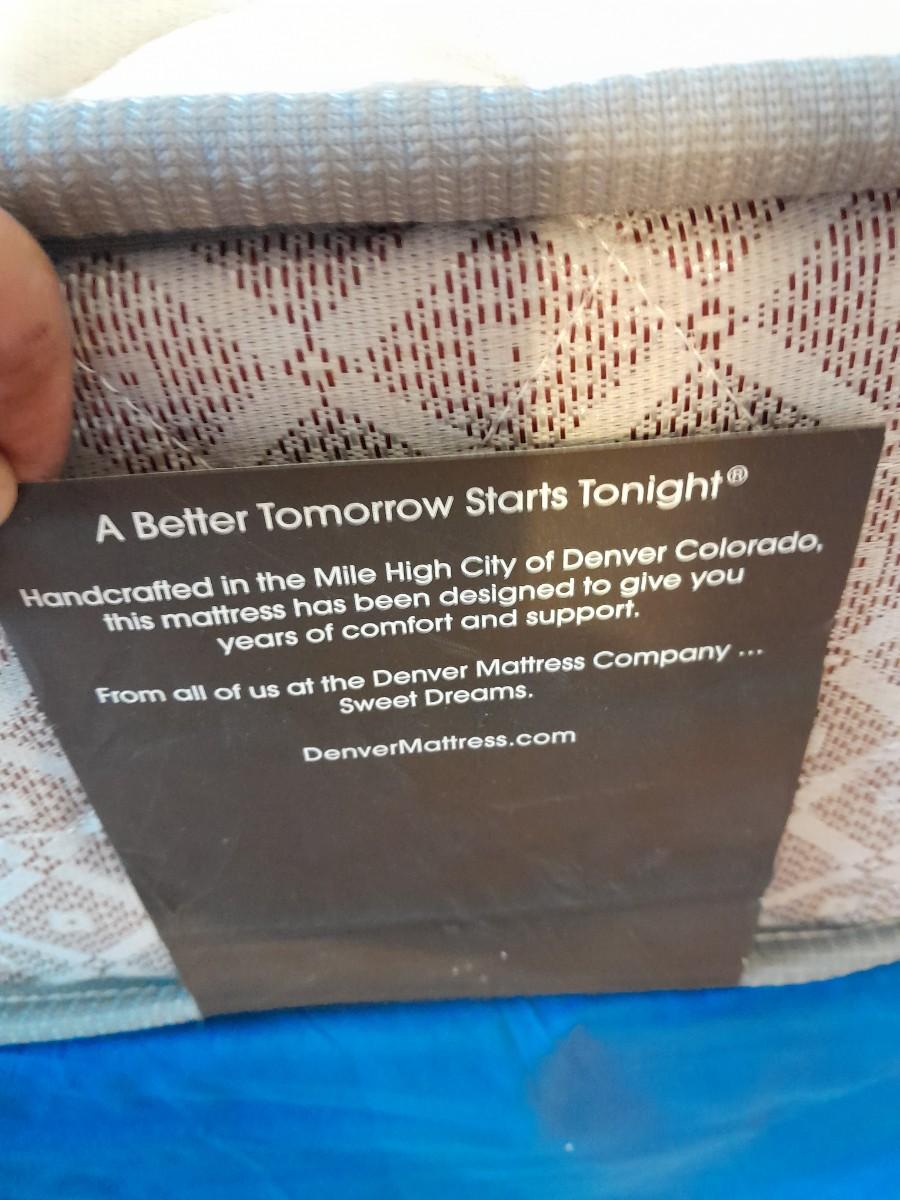 A Better Tomorrow Starts Tonight®
Handcrafted in the Mile High City of Denver Colorado,
this mattress has been designed to give you
years of comfort and support.
From all of us at the Denver Mattress Company ...
Sweet Dreams.
DenverMattress.com